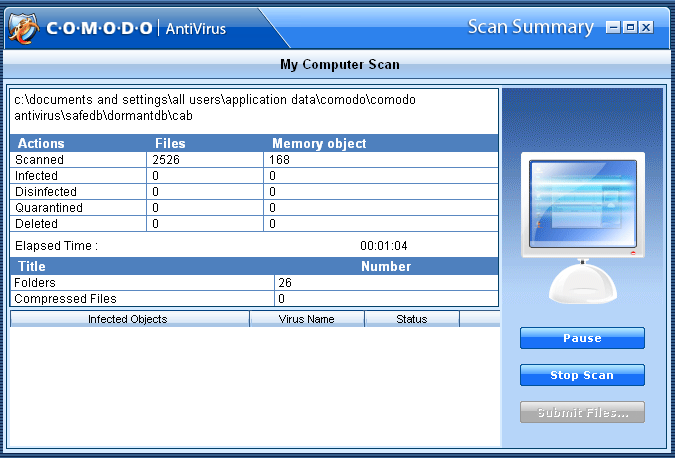 C·O·M·O·D·O | AntiVirus
Scan Summary
My Computer Scan
c:\documents and settings\all users\application data\comodo\comodo
antivirus\safedb\dormantdb\cab
Actions Files Memory object
Scanned 2526 168
Infected 0 0
Disinfected 0 0
Quarantined 0 0
Deleted 0 0
Elapsed Time : 00:01:04
Title Number
Folders 26
Compressed Files 0
Infected Objects Virus Name Status
Pause
Stop Scan
Submit Files...